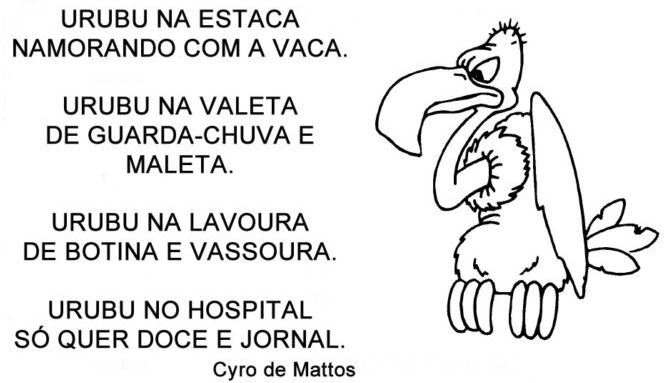 URUBU NA ESTACA
NAMORANDO COM A VACA.
URUBU NA VALETA
DE GUARDA-CHUVA E
MALETA.
URUBU NA LAVOURA
DE BOTINA E VASSOURA.
URUBU NO HOSPITAL
SÓ QUER DOCE E JORNAL.
Cyro de Mattos